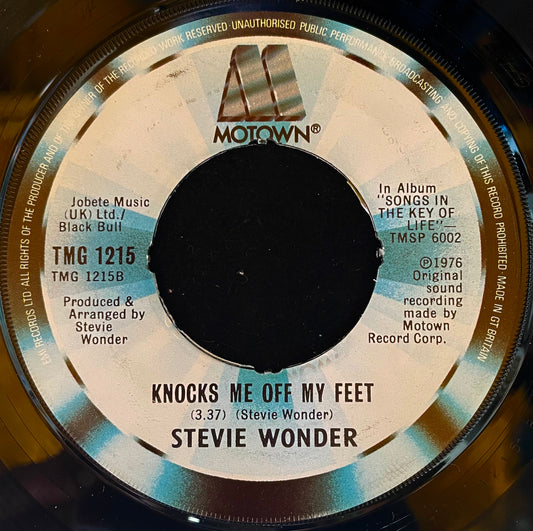 EMI RECORDS LTD. ALL RIGHTS OF THE PRODUCER AND OF THE OWNER OF THE RECORDED WORK RESERVED·UNAUTHORISED PUBLIC PERFORMANCE BROADCASTING AND COPYING OF THIS RECORD PROHIBITED·MADE IN GT BRITAIN
M
MOTOWN®
Jobete Music
(UK) Ltd./
Black Bull
TMG 1215
TMG 1215B
Produced &
Arranged by
Stevie
Wonder
In Album
"SONGS IN
THE KEY OF
LIFE"—
TMSP 6002
℗1976
Original
sound
recording
made by
Motown
Record Corp.
KNOCKS ME OFF MY FEET
(3.37) (Stevie Wonder)
STEVIE WONDER